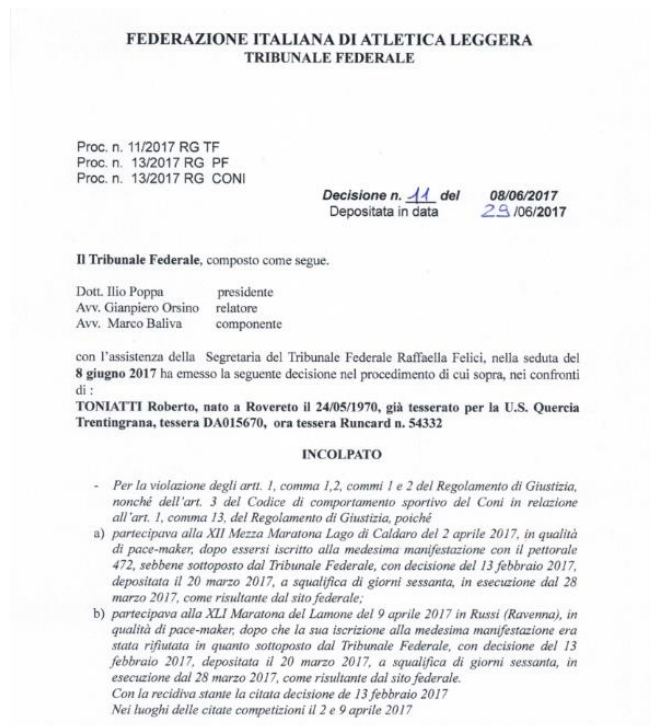 FEDERAZIONE ITALIANA DI ATLETICA LEGGERA
TRIBUNALE FEDERALE
Proc. n. 11/2017 RG TF
Proc. n. 13/2017 RG PF
Proc. n. 13/2017 RG CONI
Decisione n. 11 del 08/06/2017
Depositata in data 29/06/2017
Il Tribunale Federale, composto come segue.
Dott. Ilio Poppa presidente
Avv. Gianpiero Orsino relatore
Avv. Marco Baliva componente
con l'assistenza della Segretaria del Tribunale Federale Raffaella Felici, nella seduta del
8 giugno 2017 ha emesso la seguente decisione nel procedimento di cui sopra, nei confronti
di :
TONIATTI Roberto, nato a Rovereto il 24/05/1970, già tesserato per la U.S. Quercia
Trentingrana, tessera DA015670, ora tessera Runcard n. 54332
INCOLPATO
- Per la violazione degli artt. 1, comma 1,2, commi 1 e 2 del Regolamento di Giustizia,
nonché dell'art. 3 del Codice di comportamento sportivo del Coni in relazione
all'art. 1, comma 13, del Regolamento di Giustizia, poiché
a) partecipava alla XII Mezza Maratona Lago di Caldaro del 2 aprile 2017, in qualità
di pace-maker, dopo essersi iscritto alla medesima manifestazione con il pettorale
472, sebbene sottoposto dal Tribunale Federale, con decisione del 13 febbraio 2017,
depositata il 20 marzo 2017, a squalifica di giorni sessanta, in esecuzione dal 28
marzo 2017, come risultante dal sito federale;
b) partecipava alla XLI Maratona del Lamone del 9 aprile 2017 in Russi (Ravenna), in
qualità di pace-maker, dopo che la sua iscrizione alla medesima manifestazione era
stata rifiutata in quanto sottoposto dal Tribunale Federale, con decisione del 13
febbraio 2017, depositata il 20 marzo 2017, a squalifica di giorni sessanta, in
esecuzione dal 28 marzo 2017, come risultante dal sito federale.
Con la recidiva stante la citata decisione de 13 febbraio 2017
Nei luoghi delle citate competizioni il 2 e 9 aprile 2017